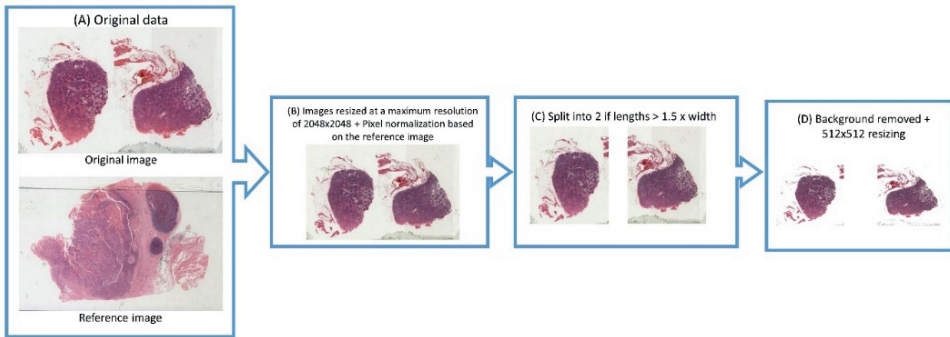 (A) Original data
Original image
Reference image
(B) Images resized at a maximum resolution
of 2048x2048 + Pixel normalization based
on the reference image
(C) Split into 2 if lengths > 1.5 x width
(D) Background removed +
512x512 resizing